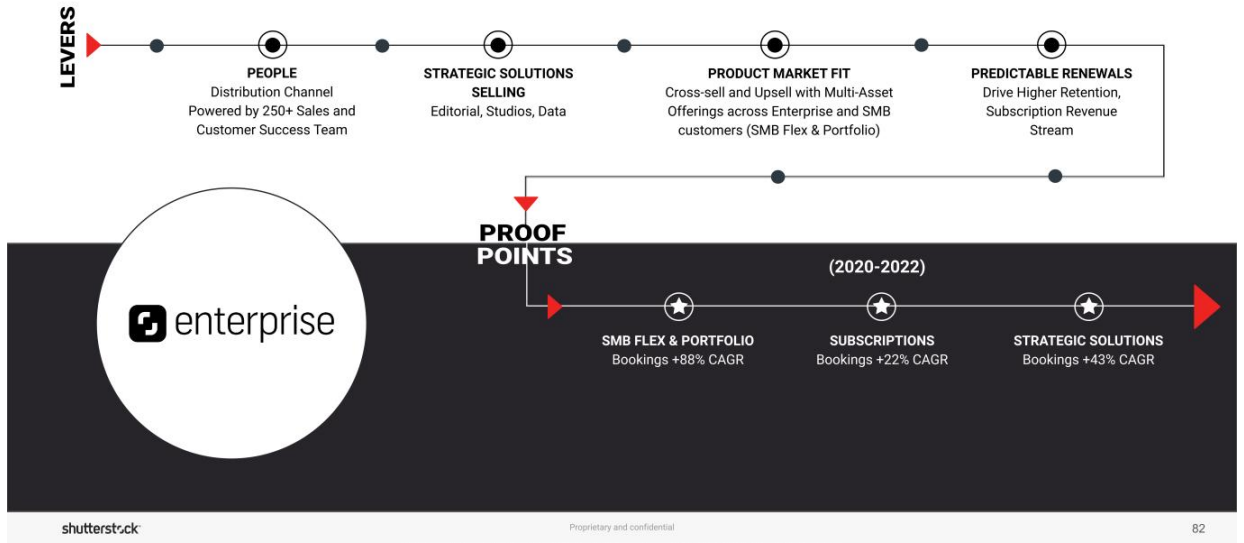 LEVERS
PEOPLE
Distribution Channel
Powered by 250+ Sales and
Customer Success Team
STRATEGIC SOLUTIONS
SELLING
Editorial, Studios, Data
PRODUCT MARKET FIT
Cross-sell and Upsell with Multi-Asset
Offerings across Enterprise and SMB
customers (SMB Flex & Portfolio)
PREDICTABLE RENEWALS
Drive Higher Retention,
Subscription Revenue
Stream
PROOF
POINTS
(2020-2022)
enterprise
SMB FLEX & PORTFOLIO
Bookings +88% CAGR
SUBSCRIPTIONS
Bookings +22% CAGR
STRATEGIC SOLUTIONS
Bookings +43% CAGR
shutterstock
Proprietary and confidential
82